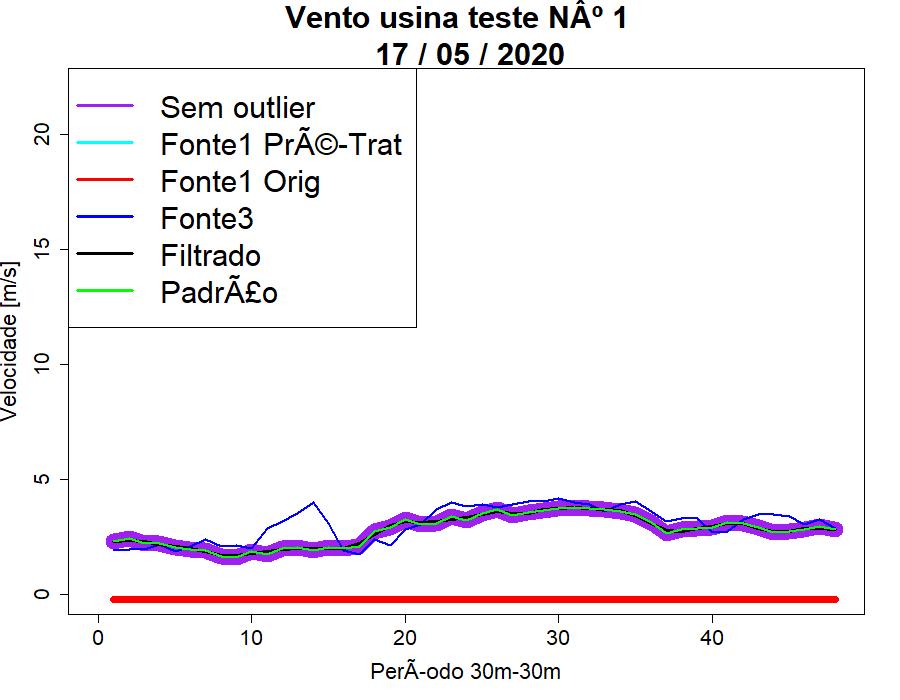 Vento usina teste NÂº 1
17 / 05 / 2020
Sem outlier
Fonte1 PrÃ©-Trat
Fonte1 Orig
Fonte3
Filtrado
PadrÃ£o
Velocidade [m/s]
20
15
10
5
0
0 10 20 30 40
PerÃ-odo 30m-30m